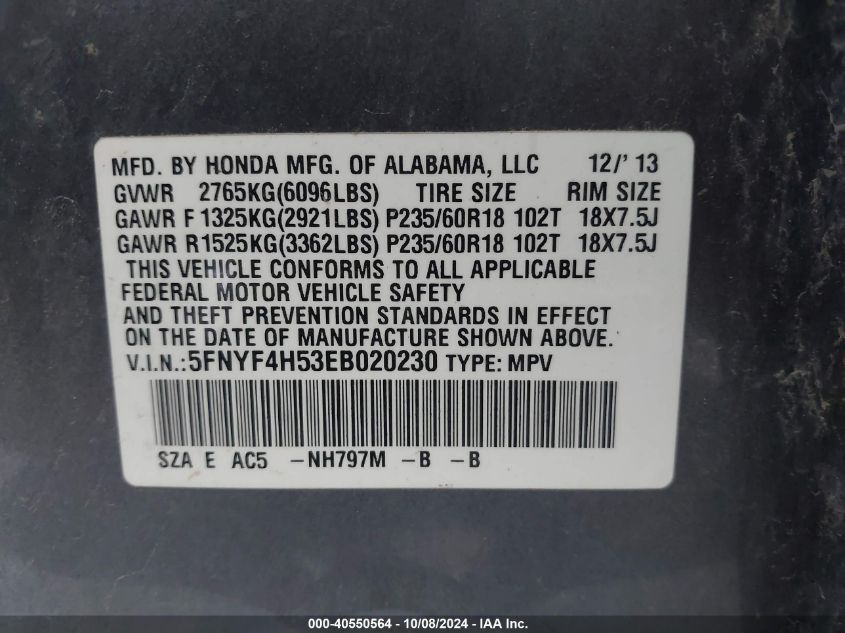 MFD. BY HONDA MFG. OF ALABAMA, LLC 12/' 13
GVWR 2765KG(6096LBS) TIRE SIZE RIM SIZE
GAWR F 1325KG(2921LBS) P235/60R18 102T 18X7.5J
GAWR R 1525KG(3362LBS) P235/60R18 102T 18X7.5J
THIS VEHICLE CONFORMS TO ALL APPLICABLE
FEDERAL MOTOR VEHICLE SAFETY
AND THEFT PREVENTION STANDARDS IN EFFECT
ON THE DATE OF MANUFACTURE SHOWN ABOVE.
V.I.N.:5FNYF4H53EB020230 TYPE: MPV
SZA E AC5 -NH797M -B -B
000-40550564 - 10/08/2024 - IAA Inc.